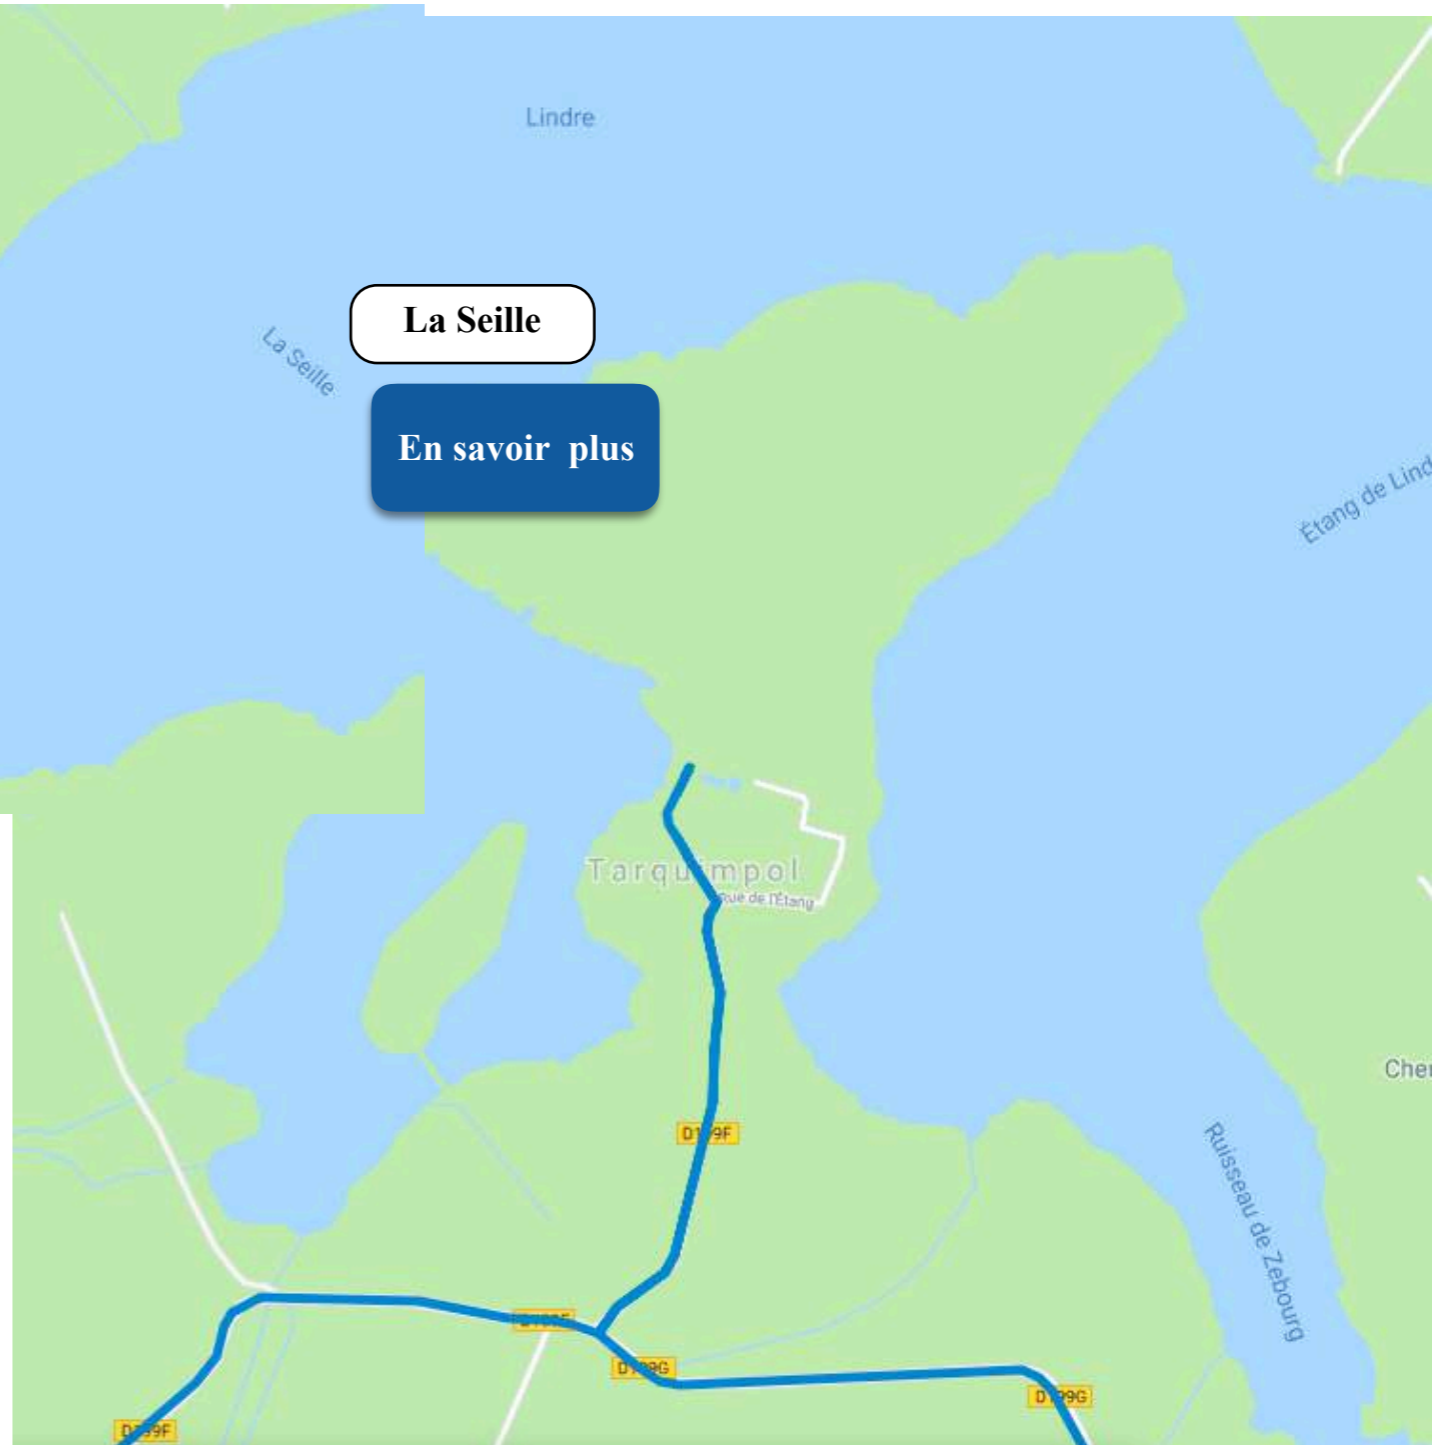 Lindre
La Seille
La Seille
En savoir plus
Étang de Lind
Tarquimpol
Rue de l'Étang
Cher
D199F
Ruisseau de Zebourg
D199F
D199G
D199G
D199F